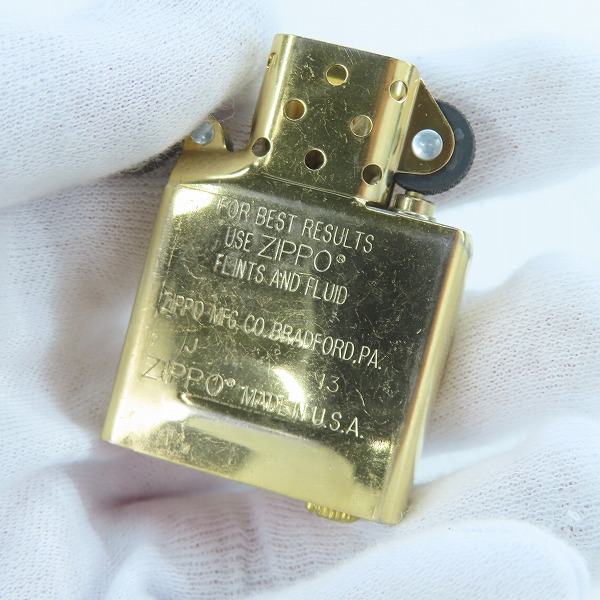 FOR BEST RESULTS
USE ZIPPO®
FLINTS AND FLUID
ZIPPO MFG. CO. BRADFORD, PA.
J 13
ZIPPO® MADE IN U.S.A.